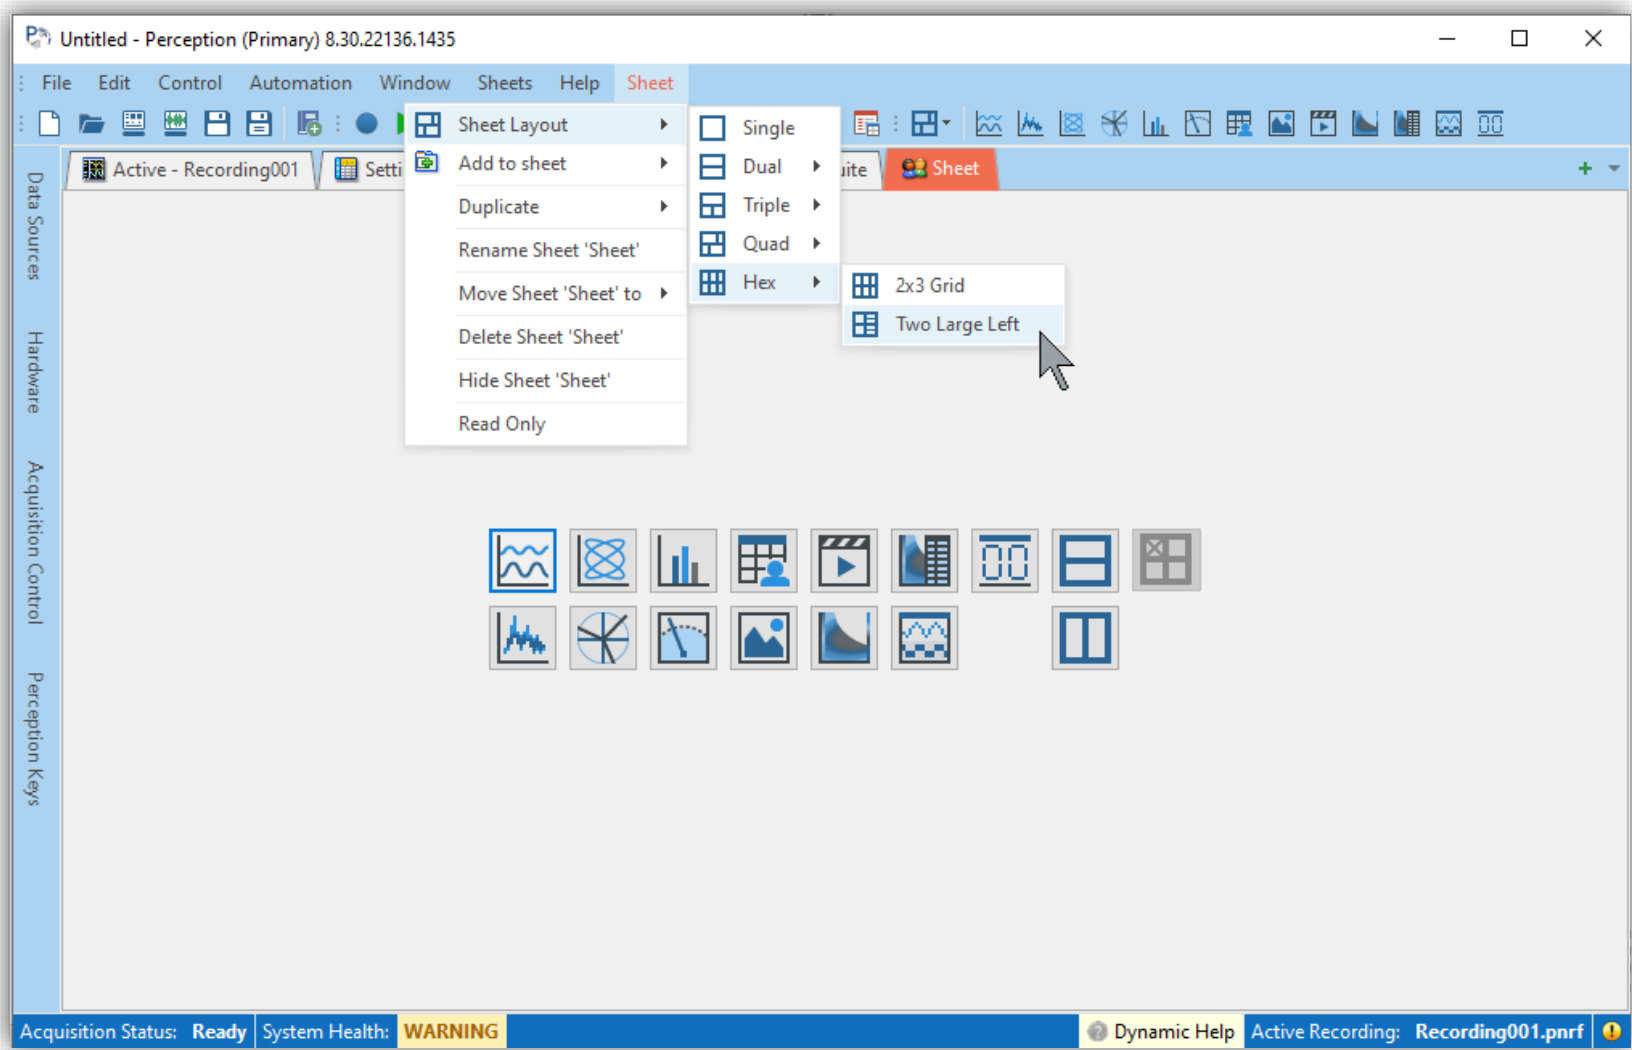 Untitled - Perception (Primary) 8.30.22136.1435
File Edit Control Automation Window Sheets Help Sheet
Active - Recording001
Setti
uite
Sheet
Sheet Layout
Add to sheet
Duplicate
Rename Sheet 'Sheet'
Move Sheet 'Sheet' to
Delete Sheet 'Sheet'
Hide Sheet 'Sheet'
Read Only
Single
Dual
Triple
Quad
Hex
2x3 Grid
Two Large Left
Data Sources
Hardware
Acquisition Control
Perception Keys
Acquisition Status: Ready System Health: WARNING Dynamic Help Active Recording: Recording001.pnrf